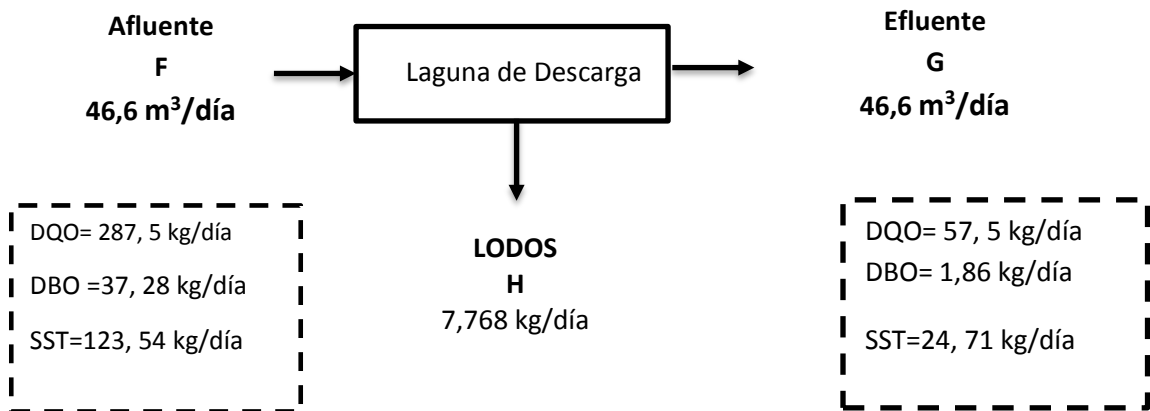 Afluente
F
46,6 m³/día
Laguna de Descarga
Efluente
G
46,6 m³/día
DQO= 287, 5 kg/día
DBO =37, 28 kg/día
SST=123, 54 kg/día
LODOS
H
7,768 kg/día
DQO= 57, 5 kg/día
DBO= 1,86 kg/día
SST=24, 71 kg/día